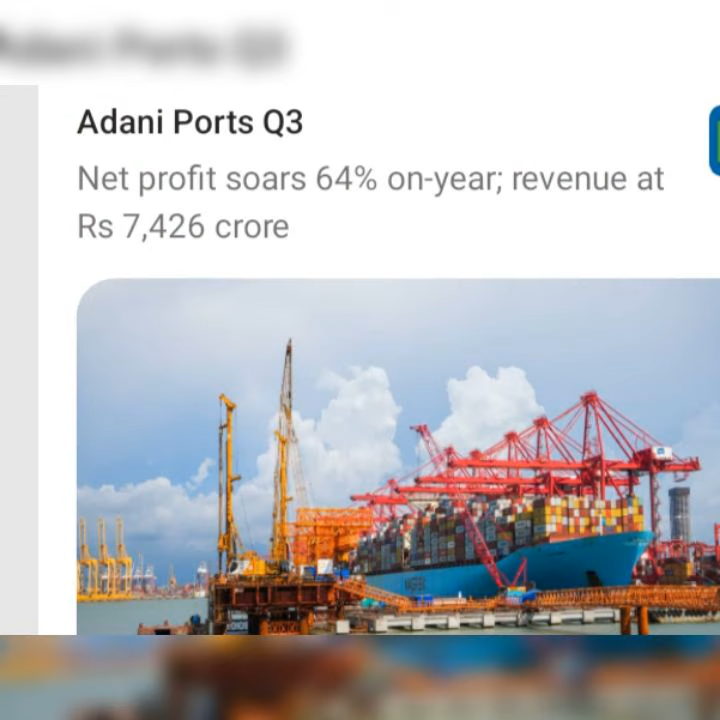 Adani Ports Q3
Net profit soars 64% on-year; revenue at
Rs 7,426 crore